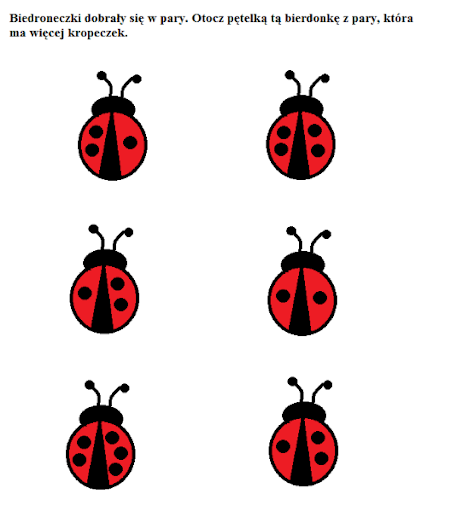 Biedroneczki dobrały się w pary. Otocz pętelką tą bierdonkę z pary, która
ma więcej kropeczek.